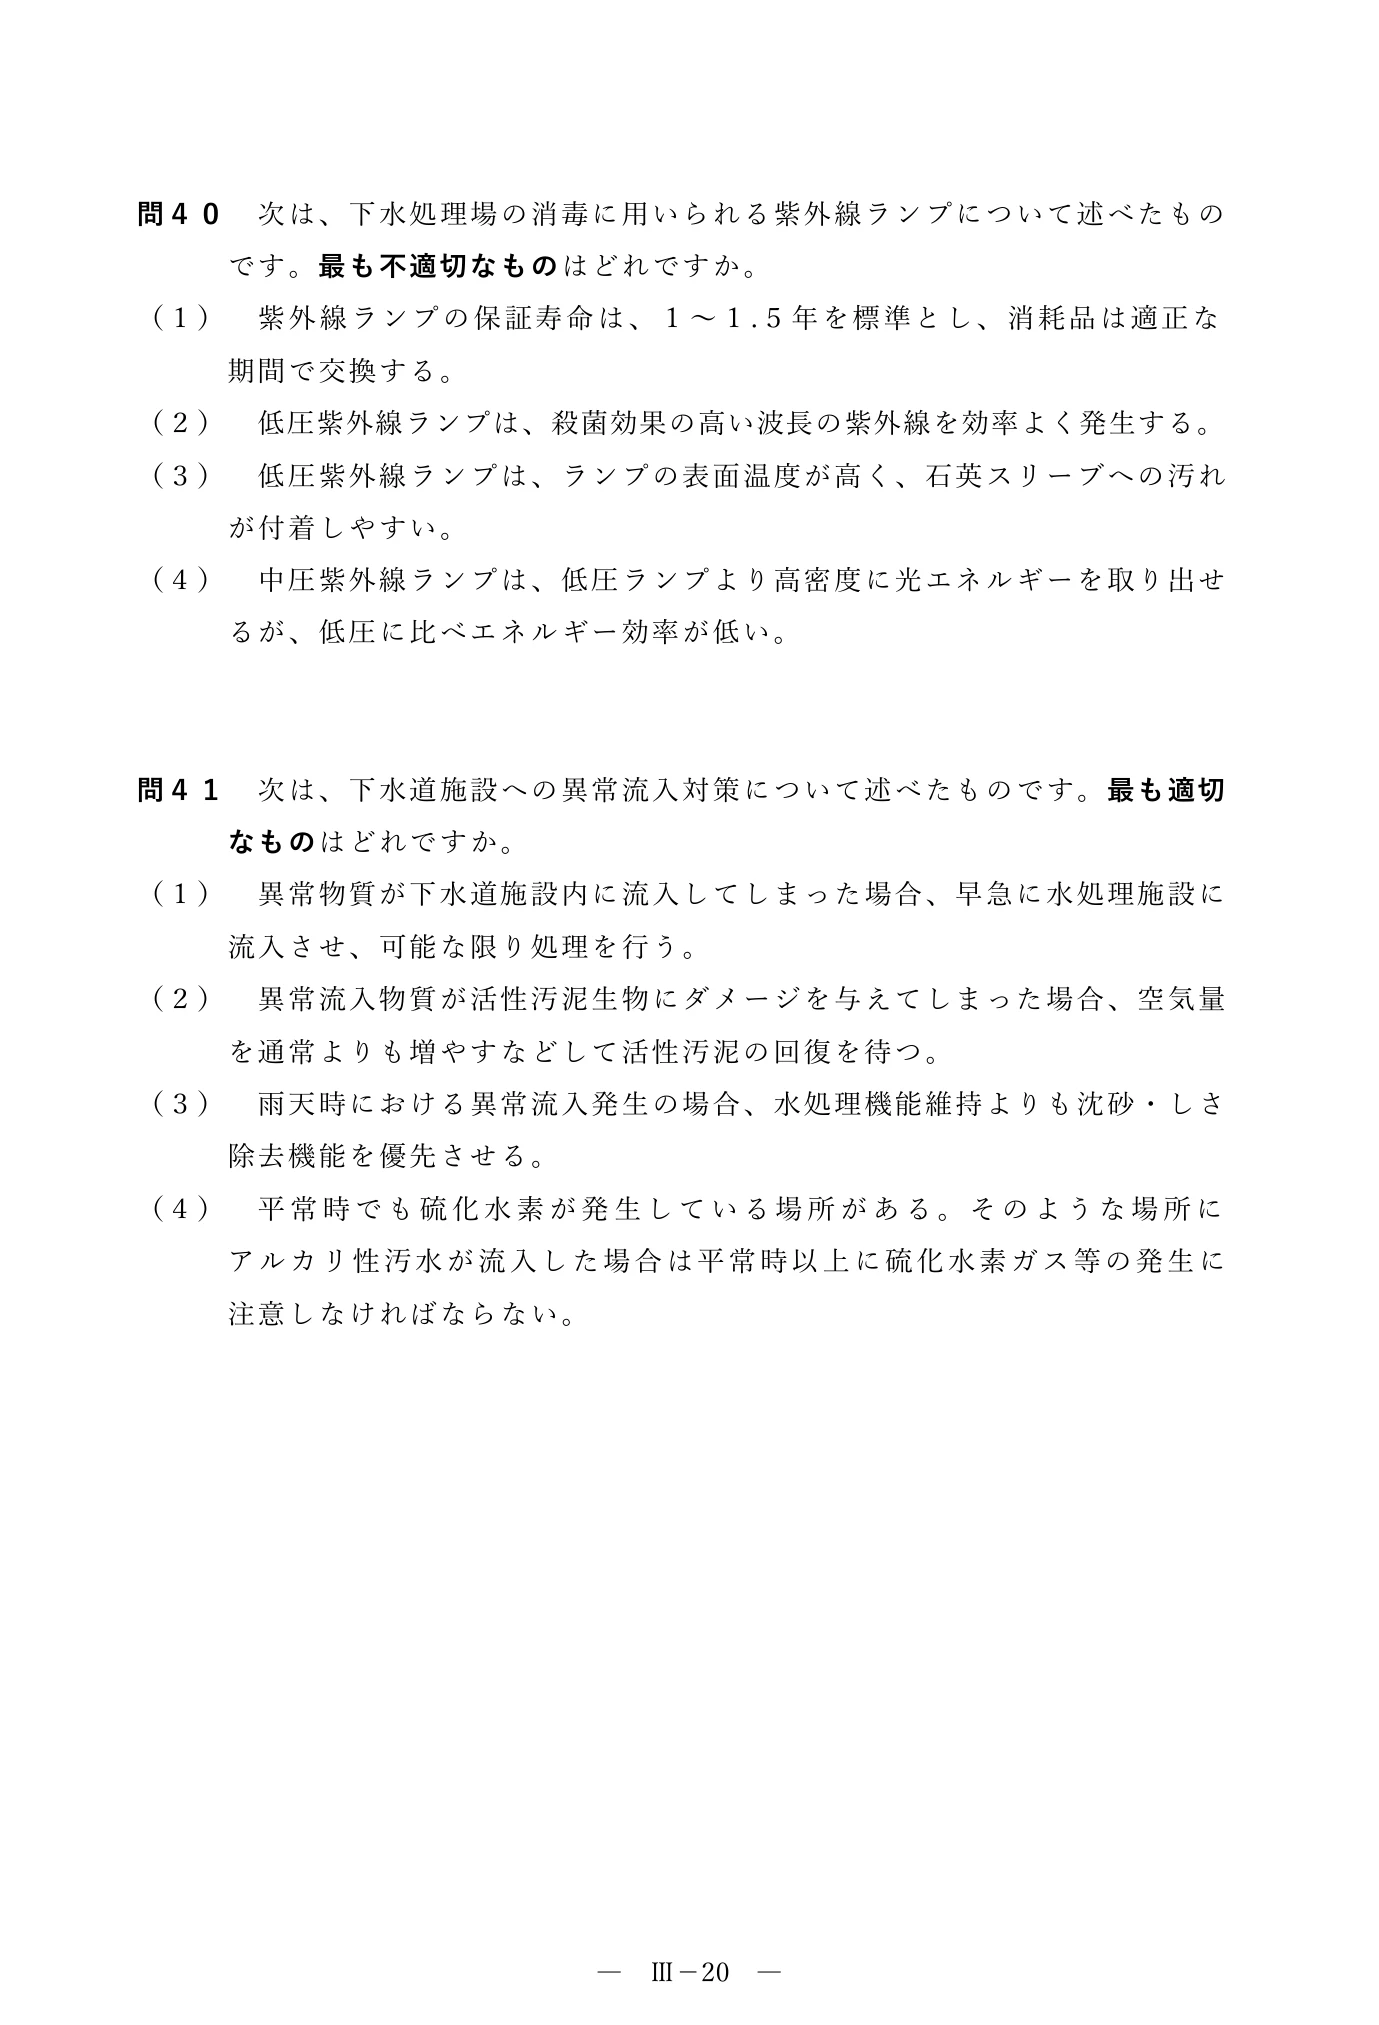 問４０　次は、下水処理場の消毒に用いられる紫外線ランプについて述べたもの
です。最も不適切なものはどれですか。
（１）　紫外線ランプの保証寿命は、１～１.５年を標準とし、消耗品は適正な
期間で交換する。
（２）　低圧紫外線ランプは、殺菌効果の高い波長の紫外線を効率よく発生する。
（３）　低圧紫外線ランプは、ランプの表面温度が高く、石英スリーブへの汚れ
が付着しやすい。
（４）　中圧紫外線ランプは、低圧ランプより高密度に光エネルギーを取り出せ
るが、低圧に比べエネルギー効率が低い。
問４１　次は、下水道施設への異常流入対策について述べたものです。最も適切
なものはどれですか。
（１）　異常物質が下水道施設内に流入してしまった場合、早急に水処理施設に
流入させ、可能な限り処理を行う。
（２）　異常流入物質が活性汚泥生物にダメージを与えてしまった場合、空気量
を通常よりも増やすなどして活性汚泥の回復を待つ。
（３）　雨天時における異常流入発生の場合、水処理機能維持よりも沈砂・しさ
除去機能を優先させる。
（４）　平常時でも硫化水素が発生している場所がある。そのような場所に
アルカリ性汚水が流入した場合は平常時以上に硫化水素ガス等の発生に
注意しなければならない。
―　Ⅲ－20　―